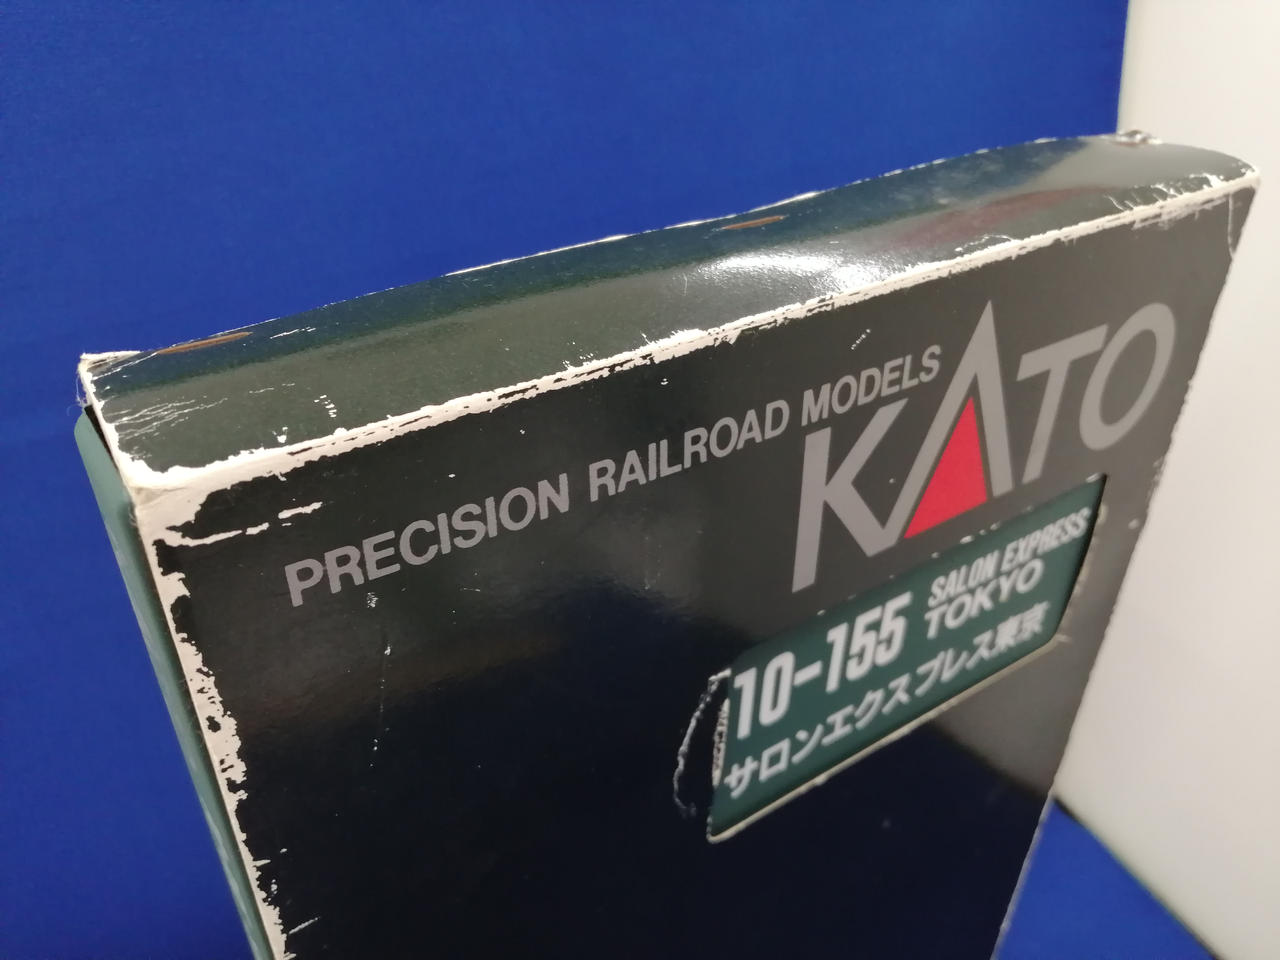 PRECISION RAILROAD MODELS
KATO
10-155
SALON EXPRESS
TOKYO
サロンエクスプレス東京